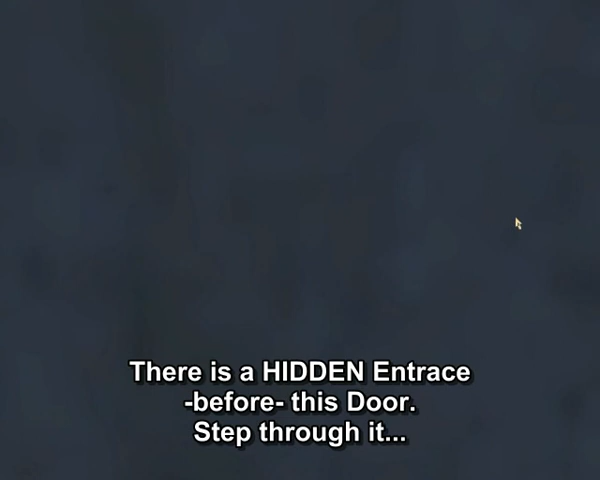 There is a HIDDEN Entrace
-before- this Door.
Step through it...